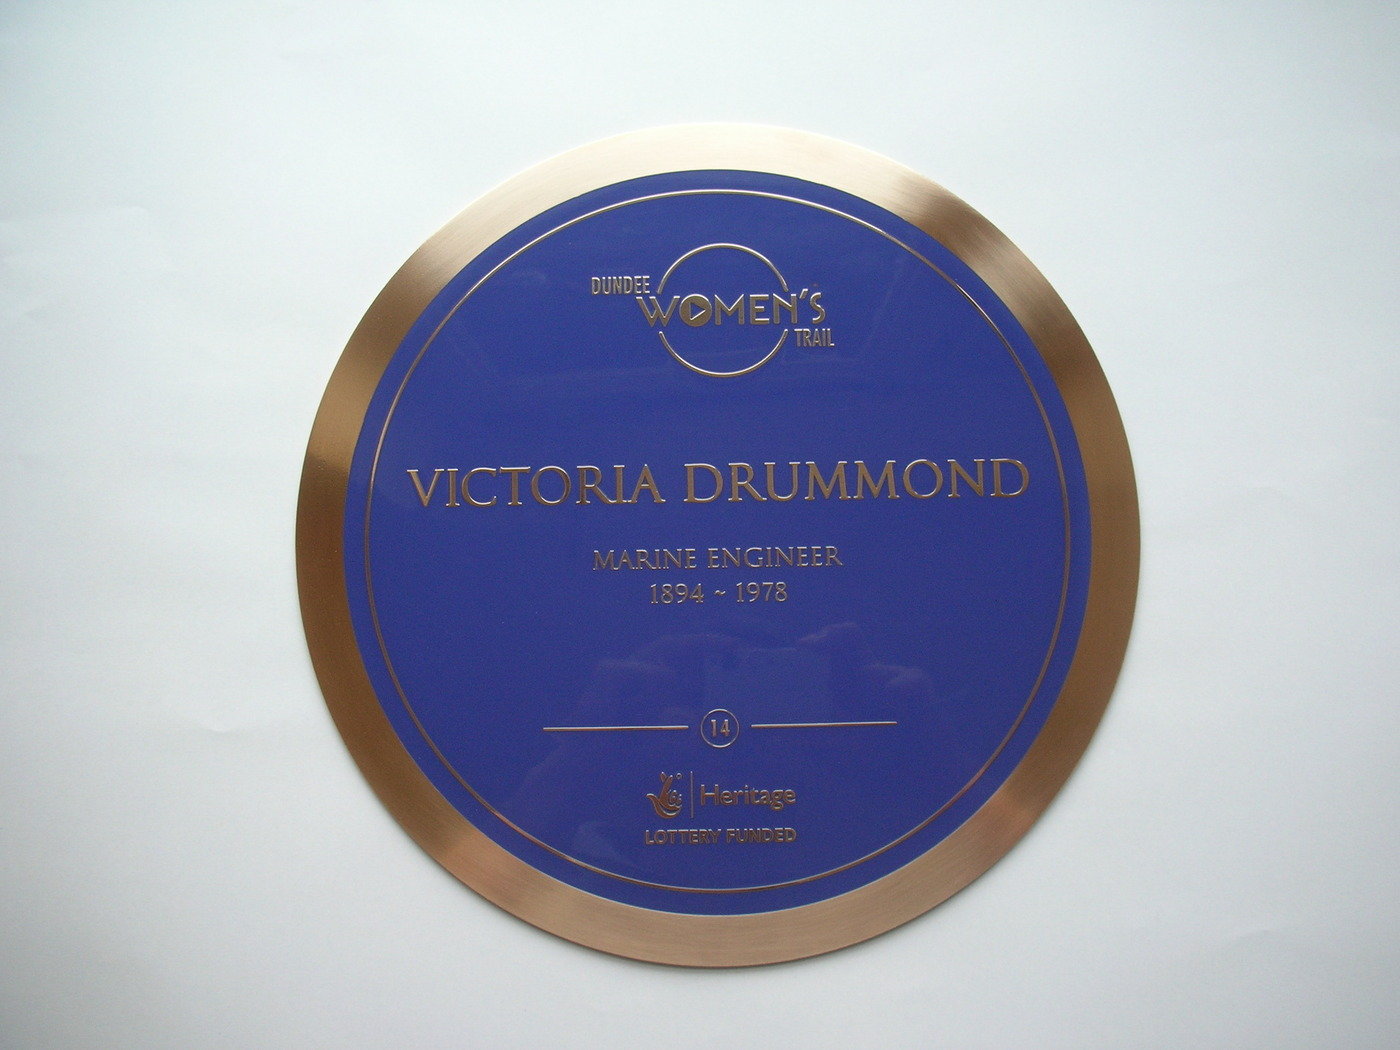 DUNDEE
WOMEN'S
TRAIL
VICTORIA DRUMMOND
MARINE ENGINEER
1894 ~ 1978
14
Heritage
LOTTERY FUNDED